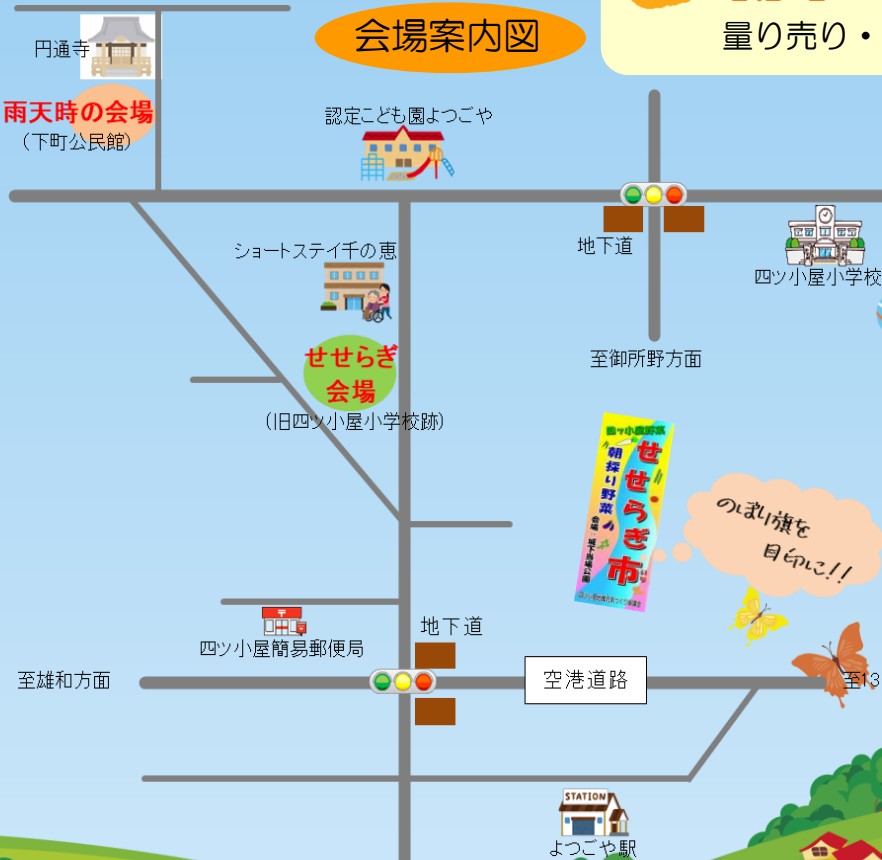 会場案内図
量り売り・
円通寺
雨天時の会場
(下町公民館)
認定こども園よつごや
地下道
四ツ小屋小学校
ショートステイ千の恵
せせらぎ
会場
(旧四ツ小屋小学校跡)
至御所野方面
四ツ小屋野菜
せせらぎ市
朝採り野菜
のぼり旗を
目印に!!
四ツ小屋簡易郵便局
地下道
至雄和方面
空港道路
至13
STATION
よつごや駅